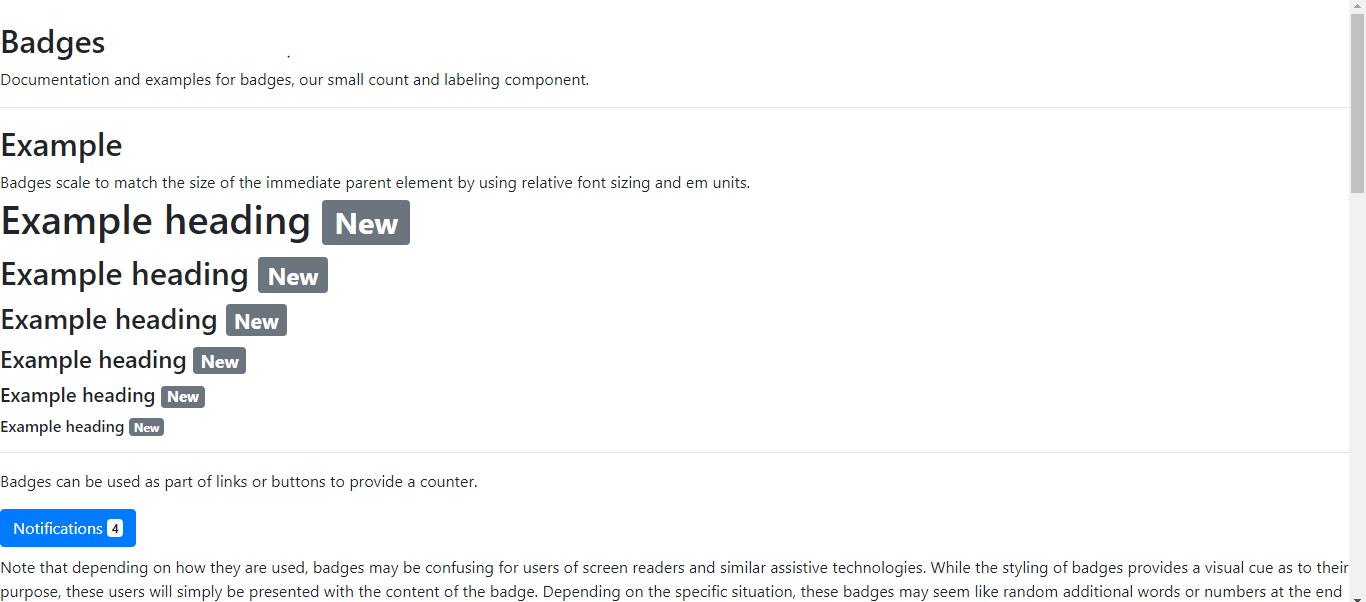 Badges
Documentation and examples for badges, our small count and labeling component.
Example
Badges scale to match the size of the immediate parent element by using relative font sizing and em units.
Example heading New
Example heading New
Example heading New
Example heading New
Example heading New
Example heading New
Badges can be used as part of links or buttons to provide a counter.
Notifications 4
Note that depending on how they are used, badges may be confusing for users of screen readers and similar assistive technologies. While the styling of badges provides a visual cue as to their
purpose, these users will simply be presented with the content of the badge. Depending on the specific situation, these badges may seem like random additional words or numbers at the end